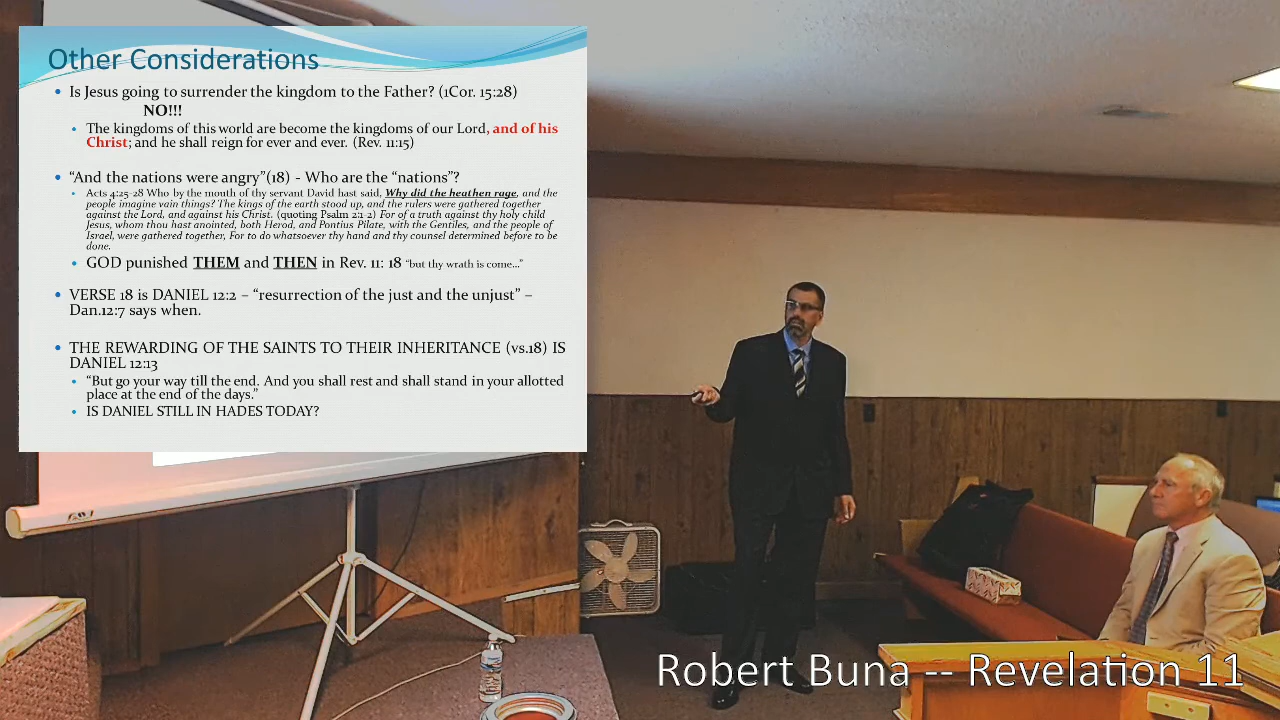 Other Considerations
• Is Jesus going to surrender the kingdom to the Father? (1Cor. 15:28)
NO!!!
• The kingdoms of this world are become the kingdoms of our Lord, and of his
Christ; and he shall reign for ever and ever. (Rev. 11:15)
• “And the nations were angry”(18) - Who are the “nations”?
• Acts 4:25-28 Who by the mouth of thy servant David hast said, Why did the heathen rage, and the
people imagine vain things? The kings of the earth stood up, and the rulers were gathered together
against the Lord, and against his Christ. (quoting Psalm 2:1-2) For of a truth against thy holy child
Jesus, whom thou hast anointed, both Herod, and Pontius Pilate, with the Gentiles, and the people of
Israel, were gathered together, For to do whatsoever thy hand and thy counsel determined before to be
done.
• GOD punished THEM and THEN in Rev. 11: 18 “but thy wrath is come...”
• VERSE 18 is DANIEL 12:2 – “resurrection of the just and the unjust” –
Dan.12:7 says when.
• THE REWARDING OF THE SAINTS TO THEIR INHERITANCE (vs.18) IS
DANIEL 12:13
• “But go your way till the end. And you shall rest and shall stand in your allotted
place at the end of the days.”
• IS DANIEL STILL IN HADES TODAY?
Robert Buna -- Revelation 11